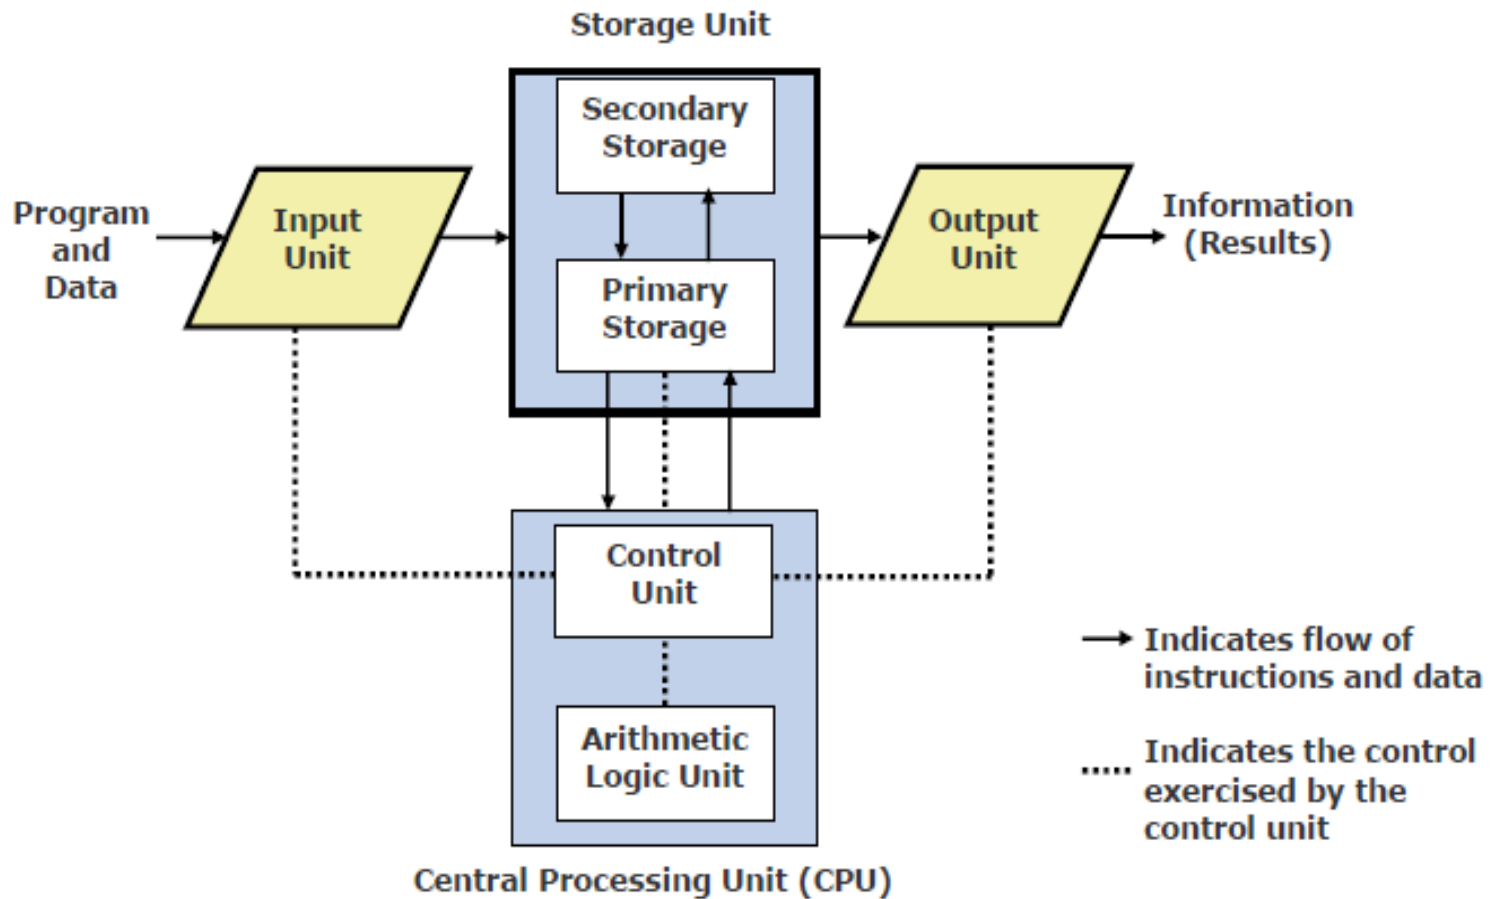 Storage Unit
Secondary
Storage
Program
and
Data
Input
Unit
Primary
Storage
Output
Unit
Information
(Results)
Control
Unit
Arithmetic
Logic Unit
Central Processing Unit (CPU)
Indicates flow of
instructions and data
Indicates the control
exercised by the
control unit